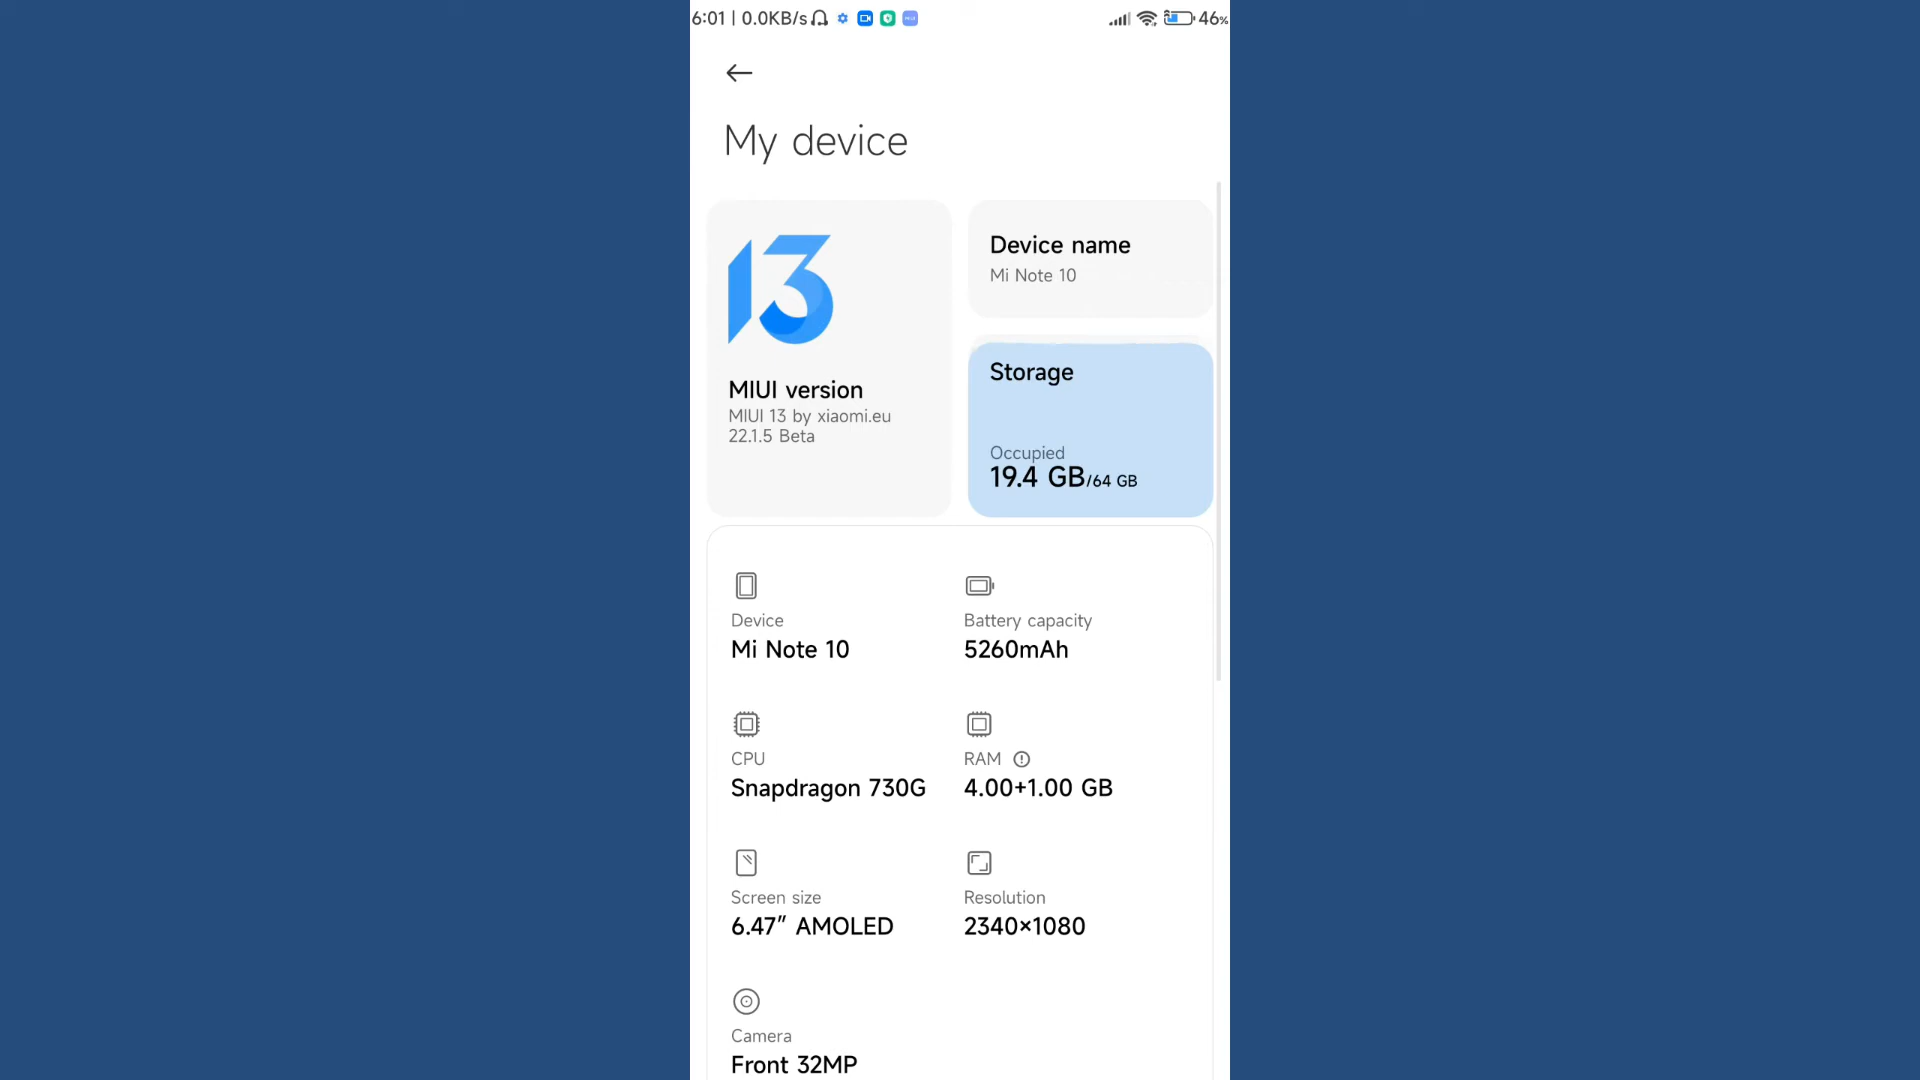 6:01 | 0.0KB/s
46%
My device
13
MIUI version
MIUI 13 by xiaomi.eu
22.1.5 Beta
Device name
Mi Note 10
Storage
Occupied
19.4 GB/64 GB
Device
Mi Note 10
Battery capacity
5260mAh
CPU
Snapdragon 730G
RAM
4.00+1.00 GB
Screen size
6.47″ AMOLED
Resolution
2340×1080
Camera
Front 32MP